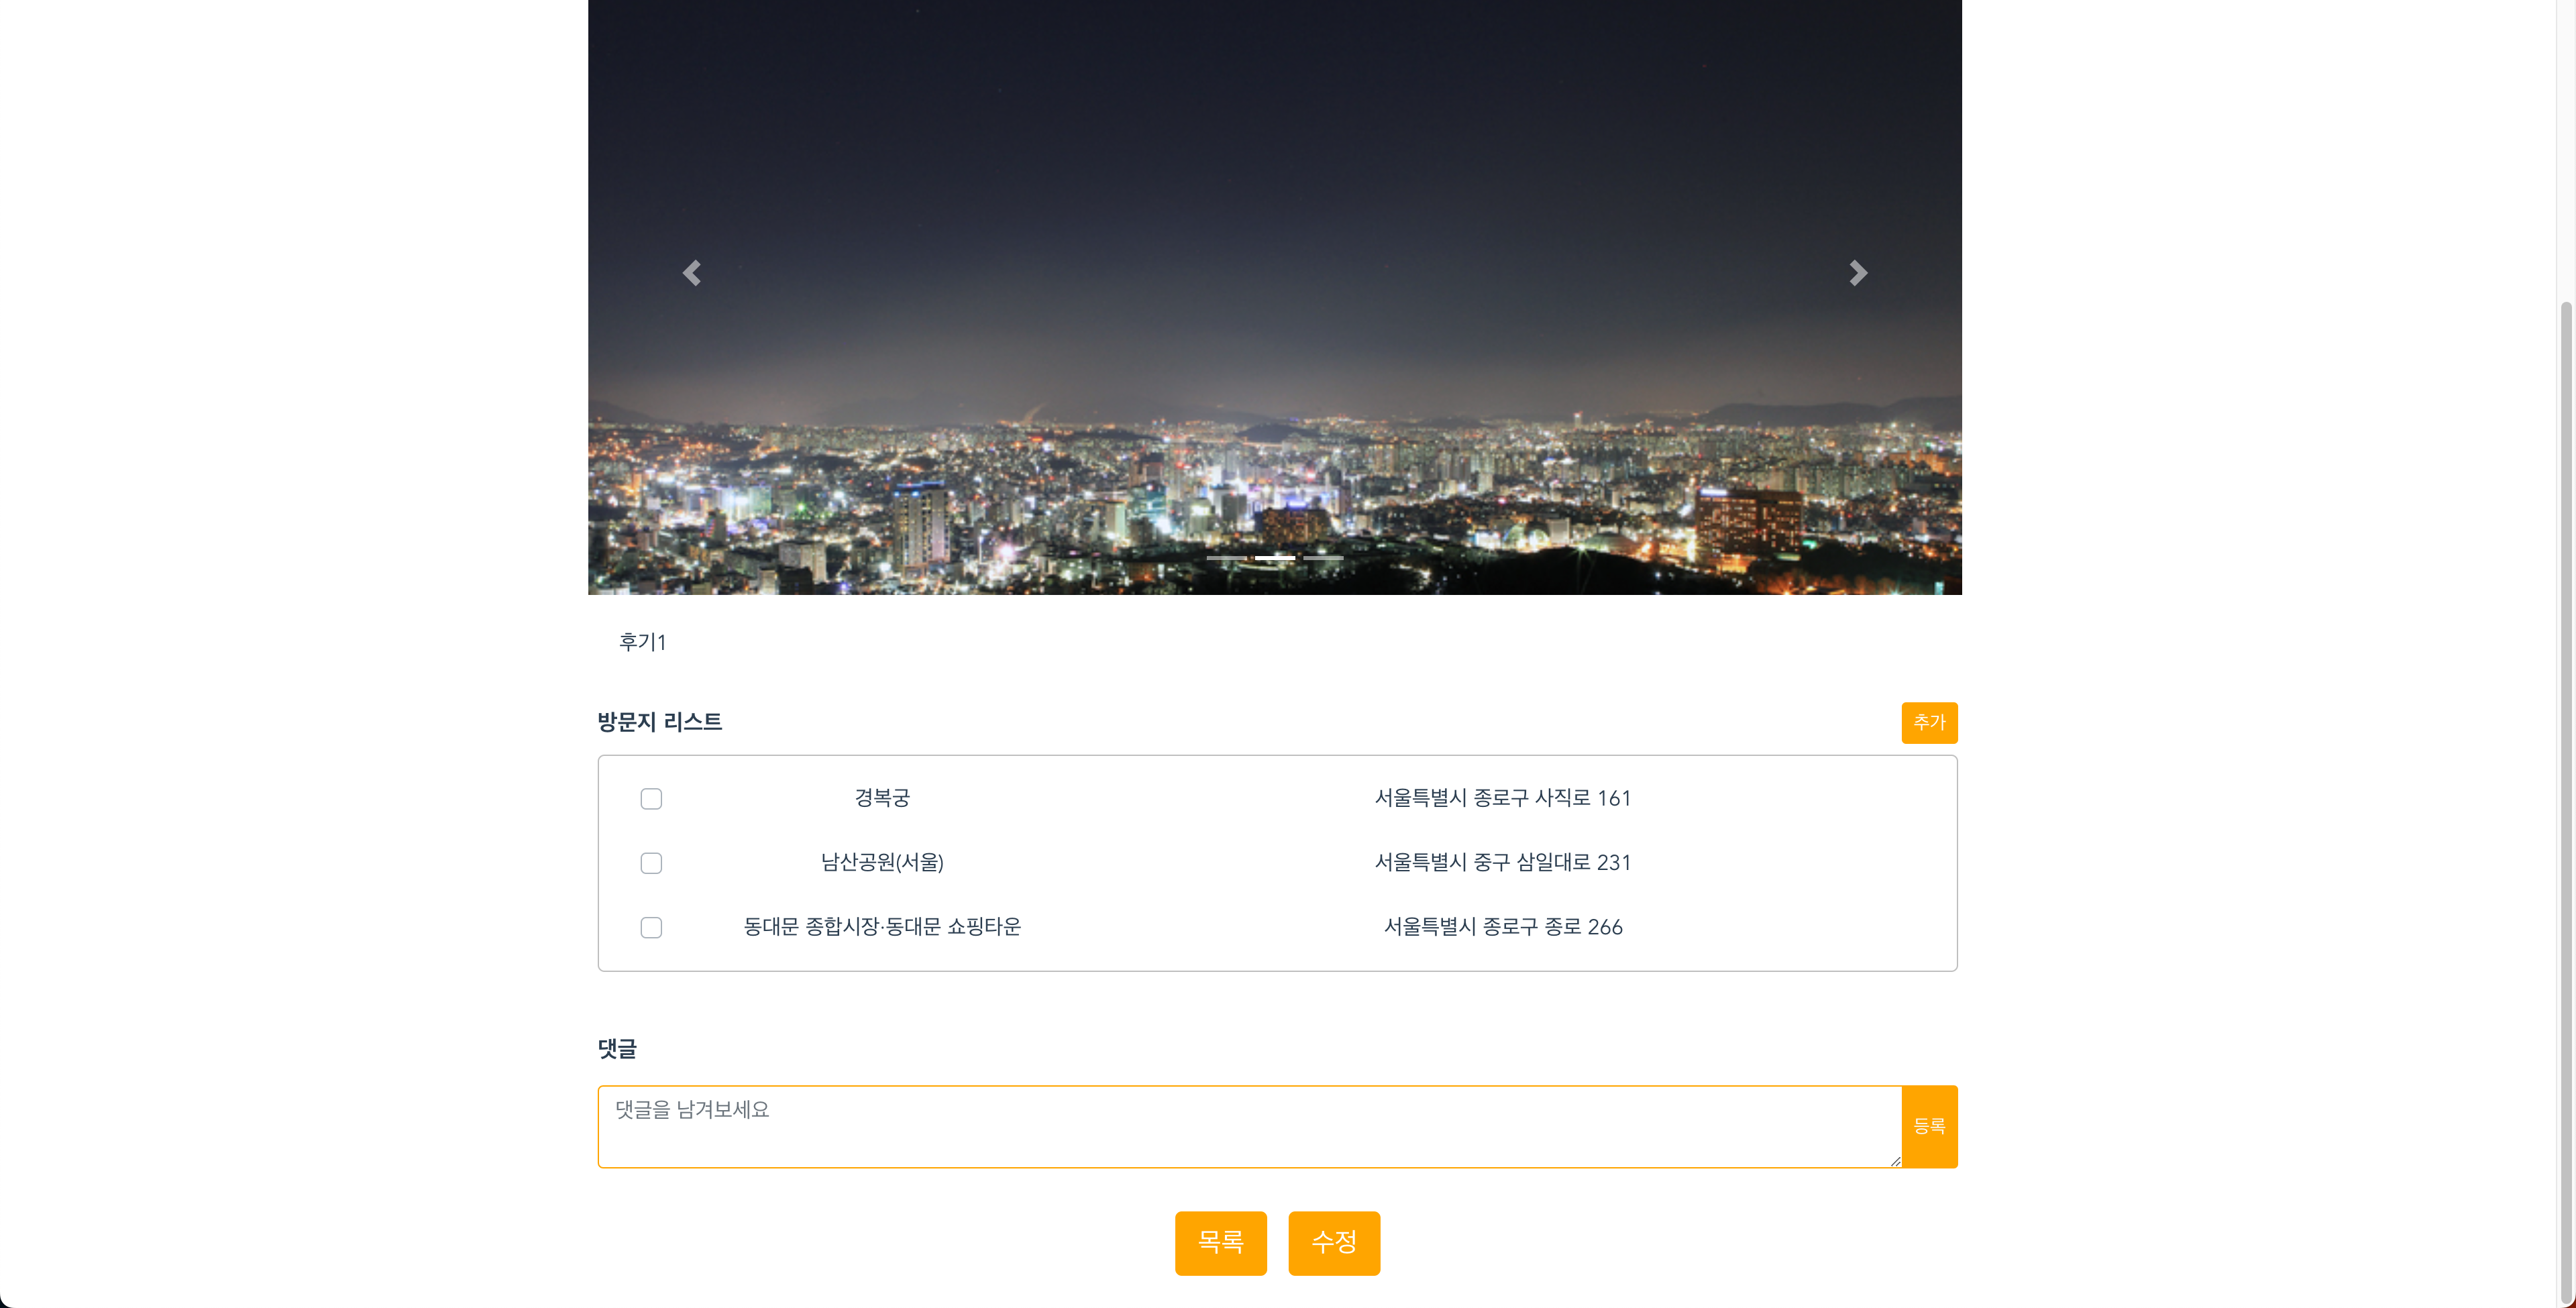 후기1
방문지 리스트
추가
경복궁 서울특별시 종로구 사직로 161
남산공원(서울) 서울특별시 중구 삼일대로 231
동대문 종합시장·동대문 쇼핑타운 서울특별시 종로구 종로 266
댓글
댓글을 남겨보세요
등록
목록 수정